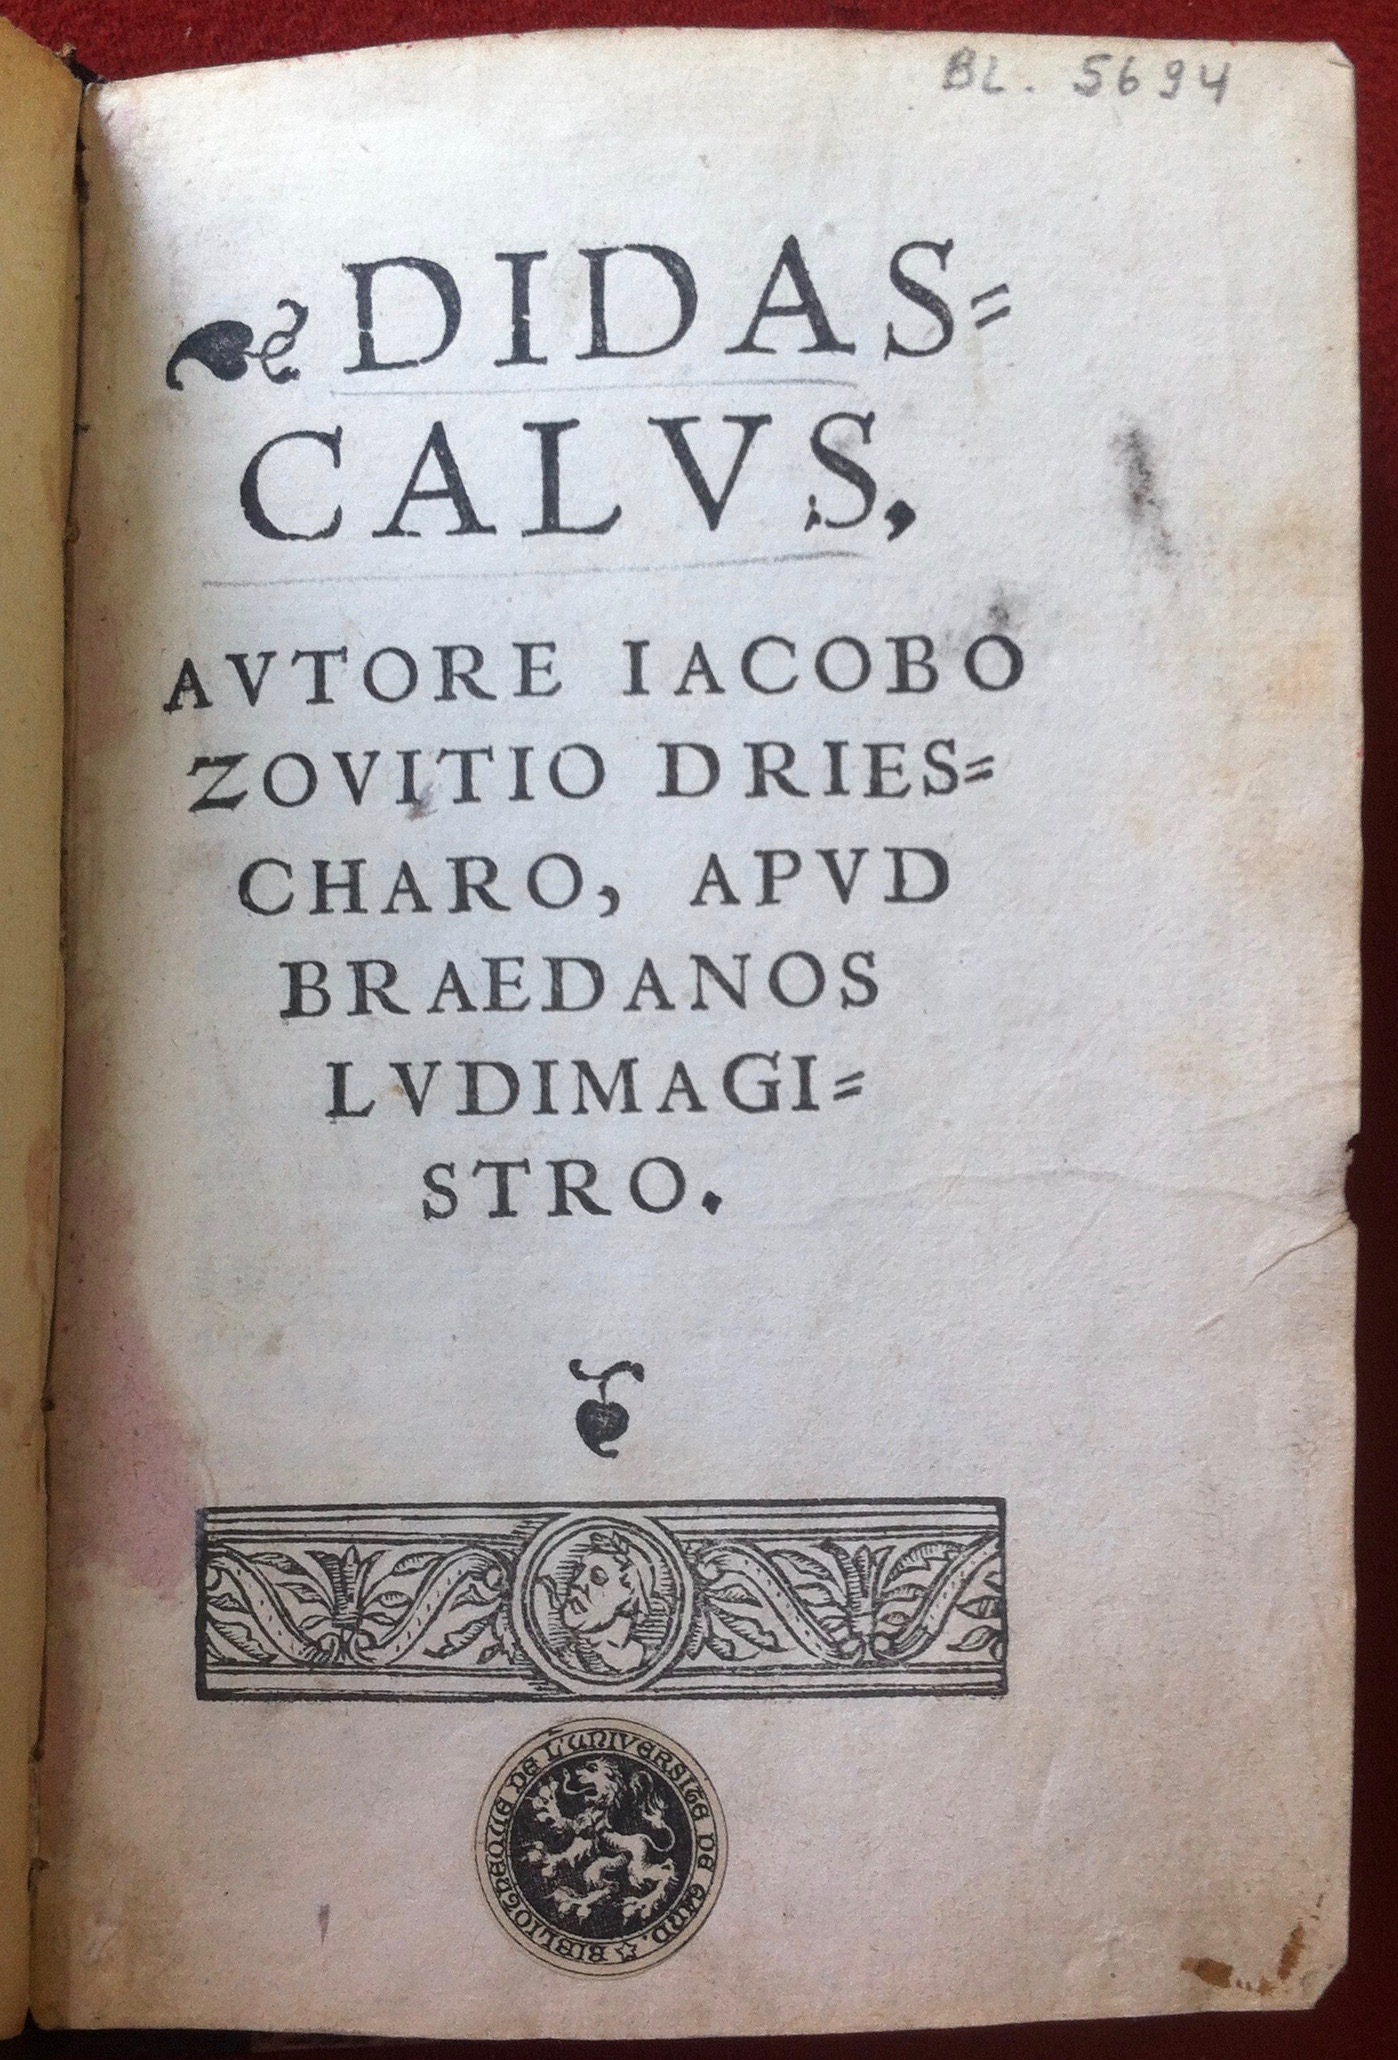 BL. 5694
❧ DIDAS=
CALVS,
AVTORE IACOBO
ZOVITIO DRIES=
CHARO, APVD
BRAEDANOS
LVDIMAGI=
STRO.
BIBLIOTHEQUE DE L'UNIVERSITE DE GAND.